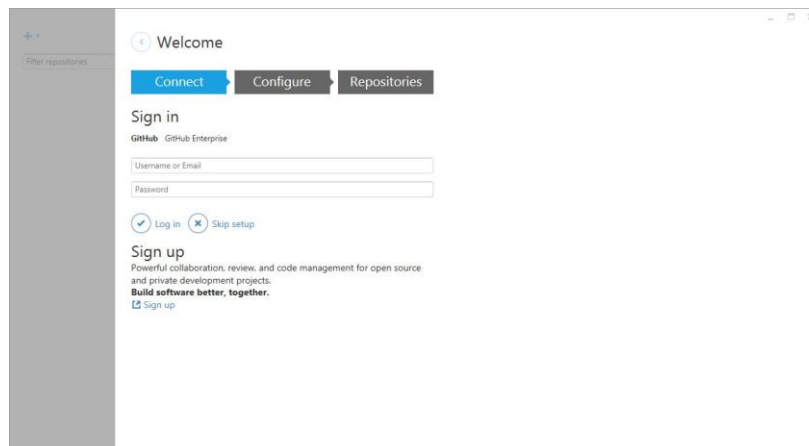 Filter repositories
Welcome
Connect
Configure
Repositories
Sign in
GitHub GitHub Enterprise
Username or Email
Password
Log in
Skip setup
Sign up
Powerful collaboration, review, and code management for open source
and private development projects.
Build software better, together.
Sign up